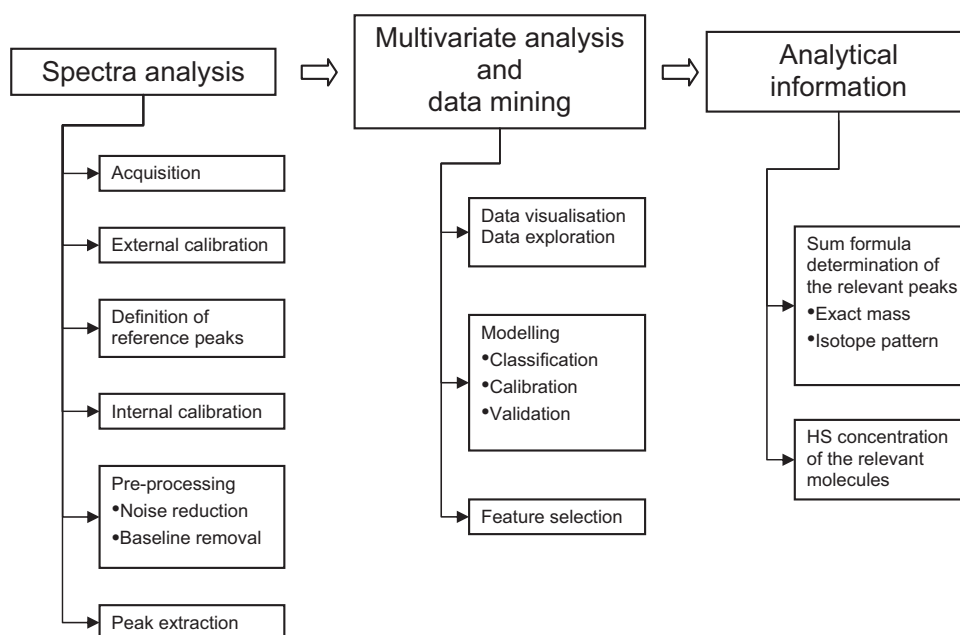 Spectra analysis
Acquisition
External calibration
Definition of
reference peaks
Internal calibration
Pre-processing
•Noise reduction
•Baseline removal
Peak extraction
Multivariate analysis
and
data mining
Data visualisation
Data exploration
Modelling
•Classification
•Calibration
•Validation
Feature selection
Analytical
information
Sum formula
determination of
the relevant peaks
•Exact mass
•Isotope pattern
HS concentration
of the relevant
molecules